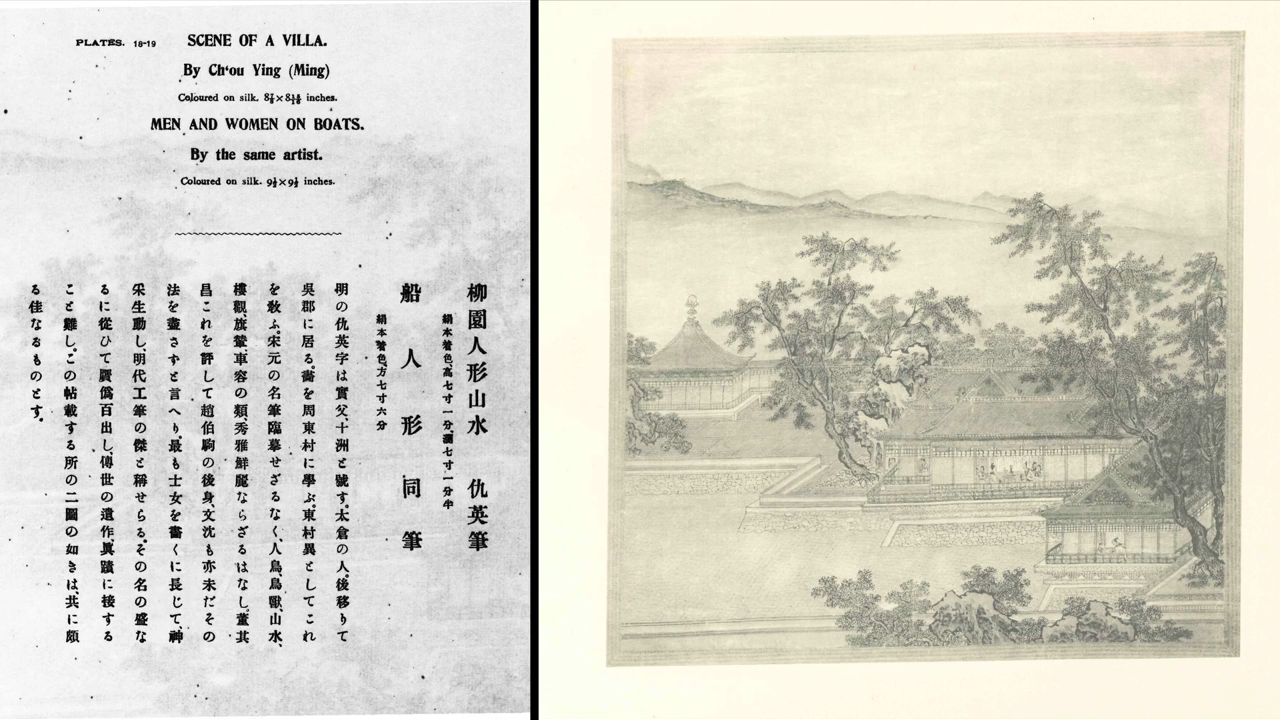 PLATES. 18-19 SCENE OF A VILLA.
By Ch'ou Ying (Ming)
Coloured on silk. inches.
MEN AND WOMEN ON BOATS.
By the same artist.
Coloured on silk. inches.
柳園人形山水 仇英筆
絹本着色、高七寸一分、濶七寸一分半
船人形同筆
絹本着色、方七寸六分
明の仇英字は實父、十洲と號す。太倉の人、後移りて
吳郡に居る。畵を周東村に學ぶ。東村異としてこれ
を敎ふ。宋元の名筆臨摹せざるなく、人鳥、鳥獸、山水、
樓觀、旗輦車容の類、秀雅鮮麗ならざるはなし。董其
昌これを評して趙伯駒の後身、文沈も亦未だその
法を盡さずと言へり。最も士女を畵くに長じて、神
采生動し、明代工筆の傑と稱せらる。その名の盛な
るに從ひて贋僞百出し、傳世の遺作、眞蹟に接する
こと難し。この帖載する所の二圖の如きは、共に頗
る佳なるものとす。